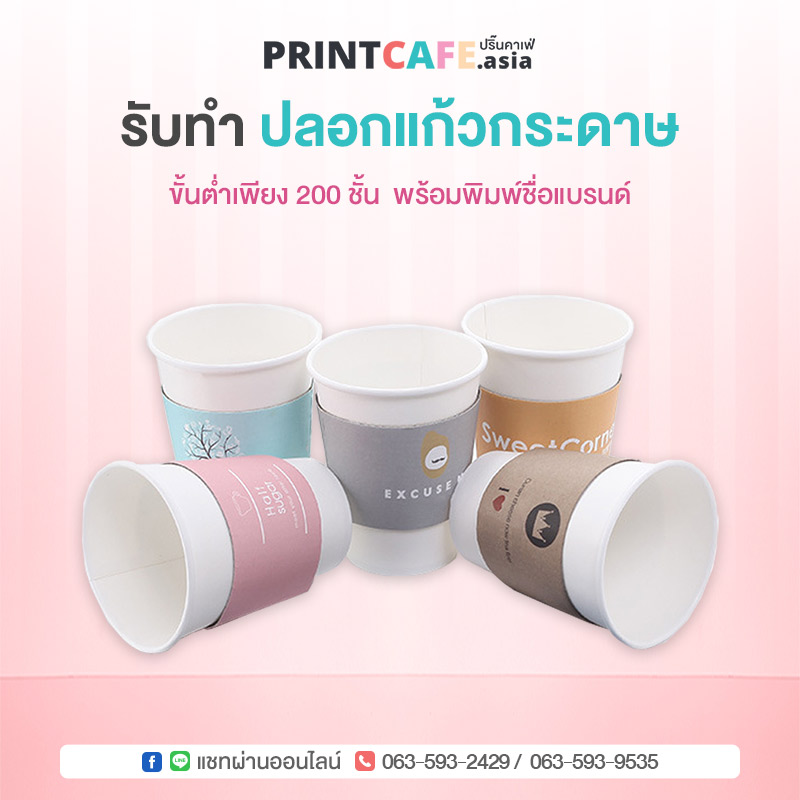 PRINTCAFE.asia ปริ๊นคาเฟ่
รับทำ ปลอกแก้วกระดาษ
ขั้นต่ำเพียง 200 ชั้น พร้อมพิมพ์ชื่อแบรนด์
SweetCorne
EXCUSE
Half
sugar
I
แชทผ่านออนไลน์ 063-593-2429 / 063-593-9535